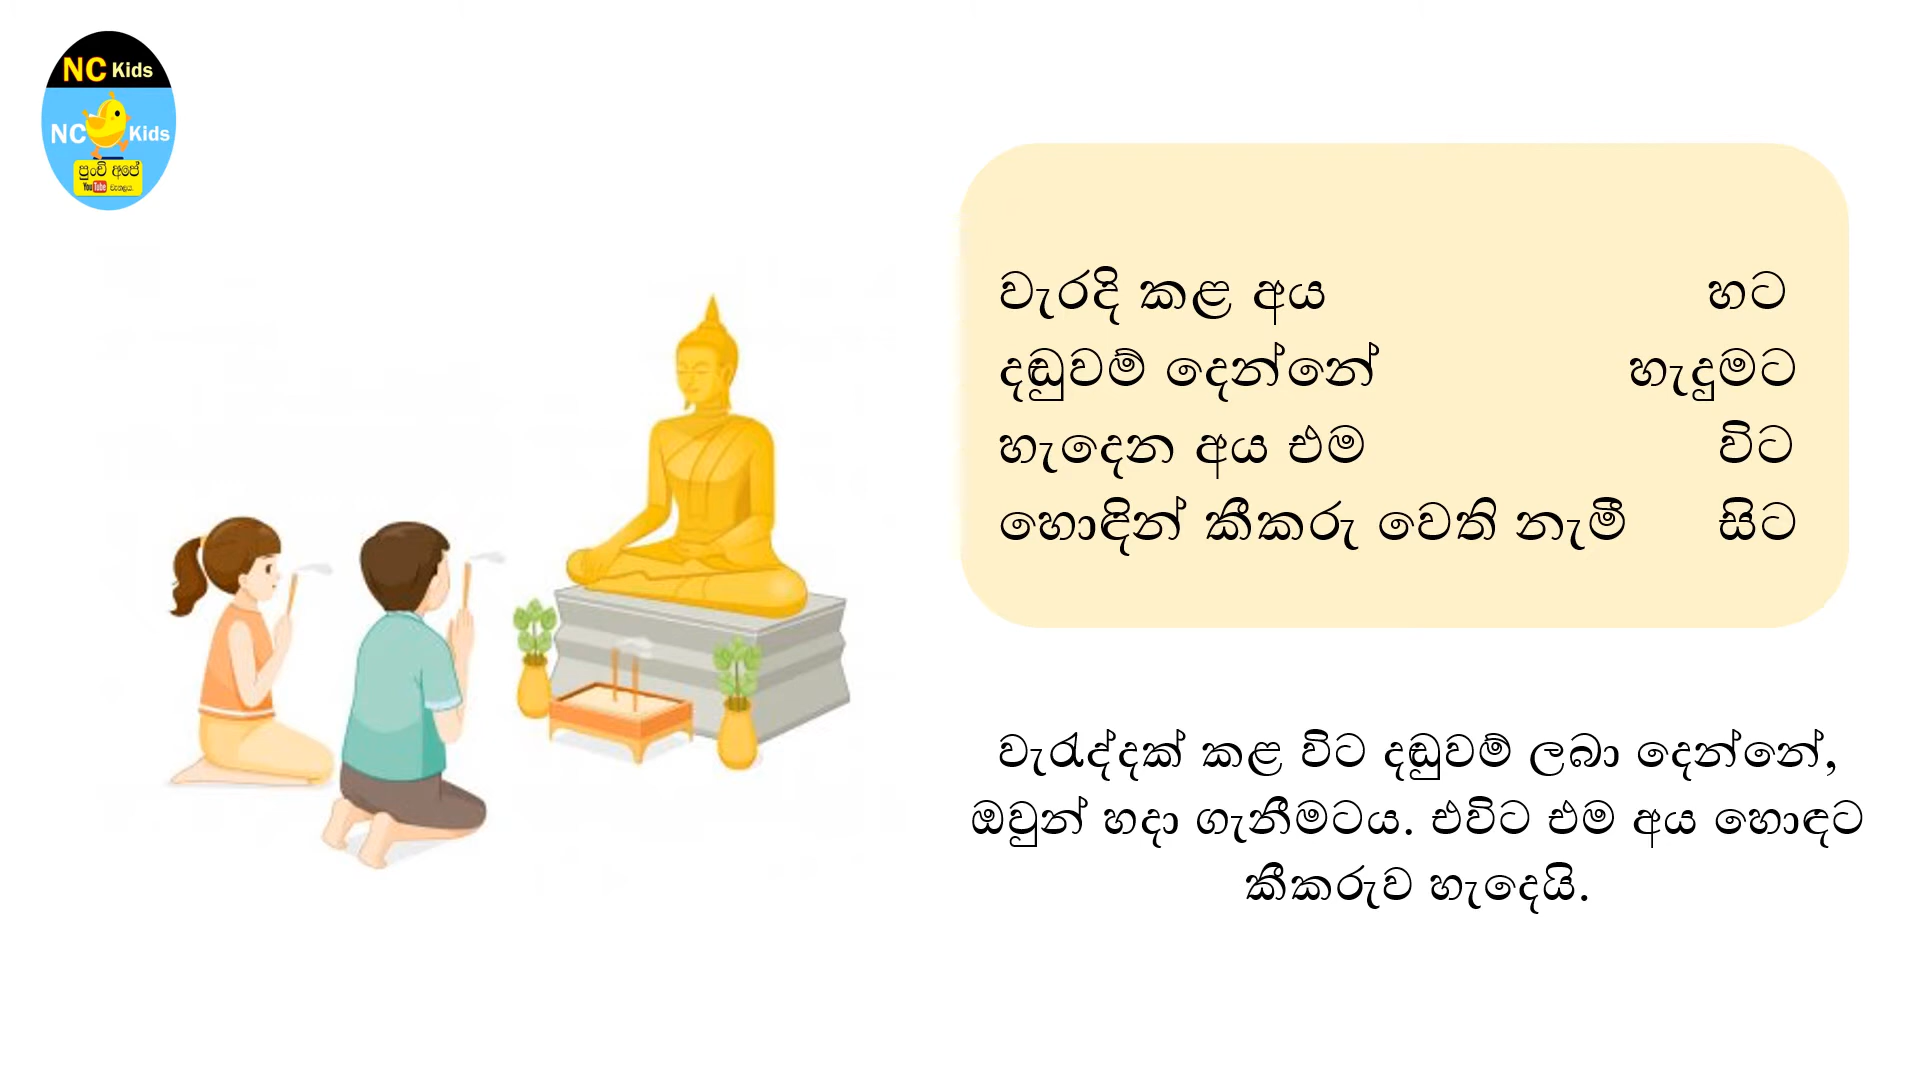 NC Kids
NC Kids
පුංචි අපේ
YouTube චැනලය.
වැරදි කළ අය හට
දඬුවම් දෙන්නේ හැදුමට
හැදෙන අය එම විට
හොඳින් කීකරු වෙති නැමී සිට
වැරැද්දක් කළ විට දඬුවම් ලබා දෙන්නේ,
ඔවුන් හදා ගැනීමටය. එවිට එම අය හොඳට
කීකරුව හැදෙයි.